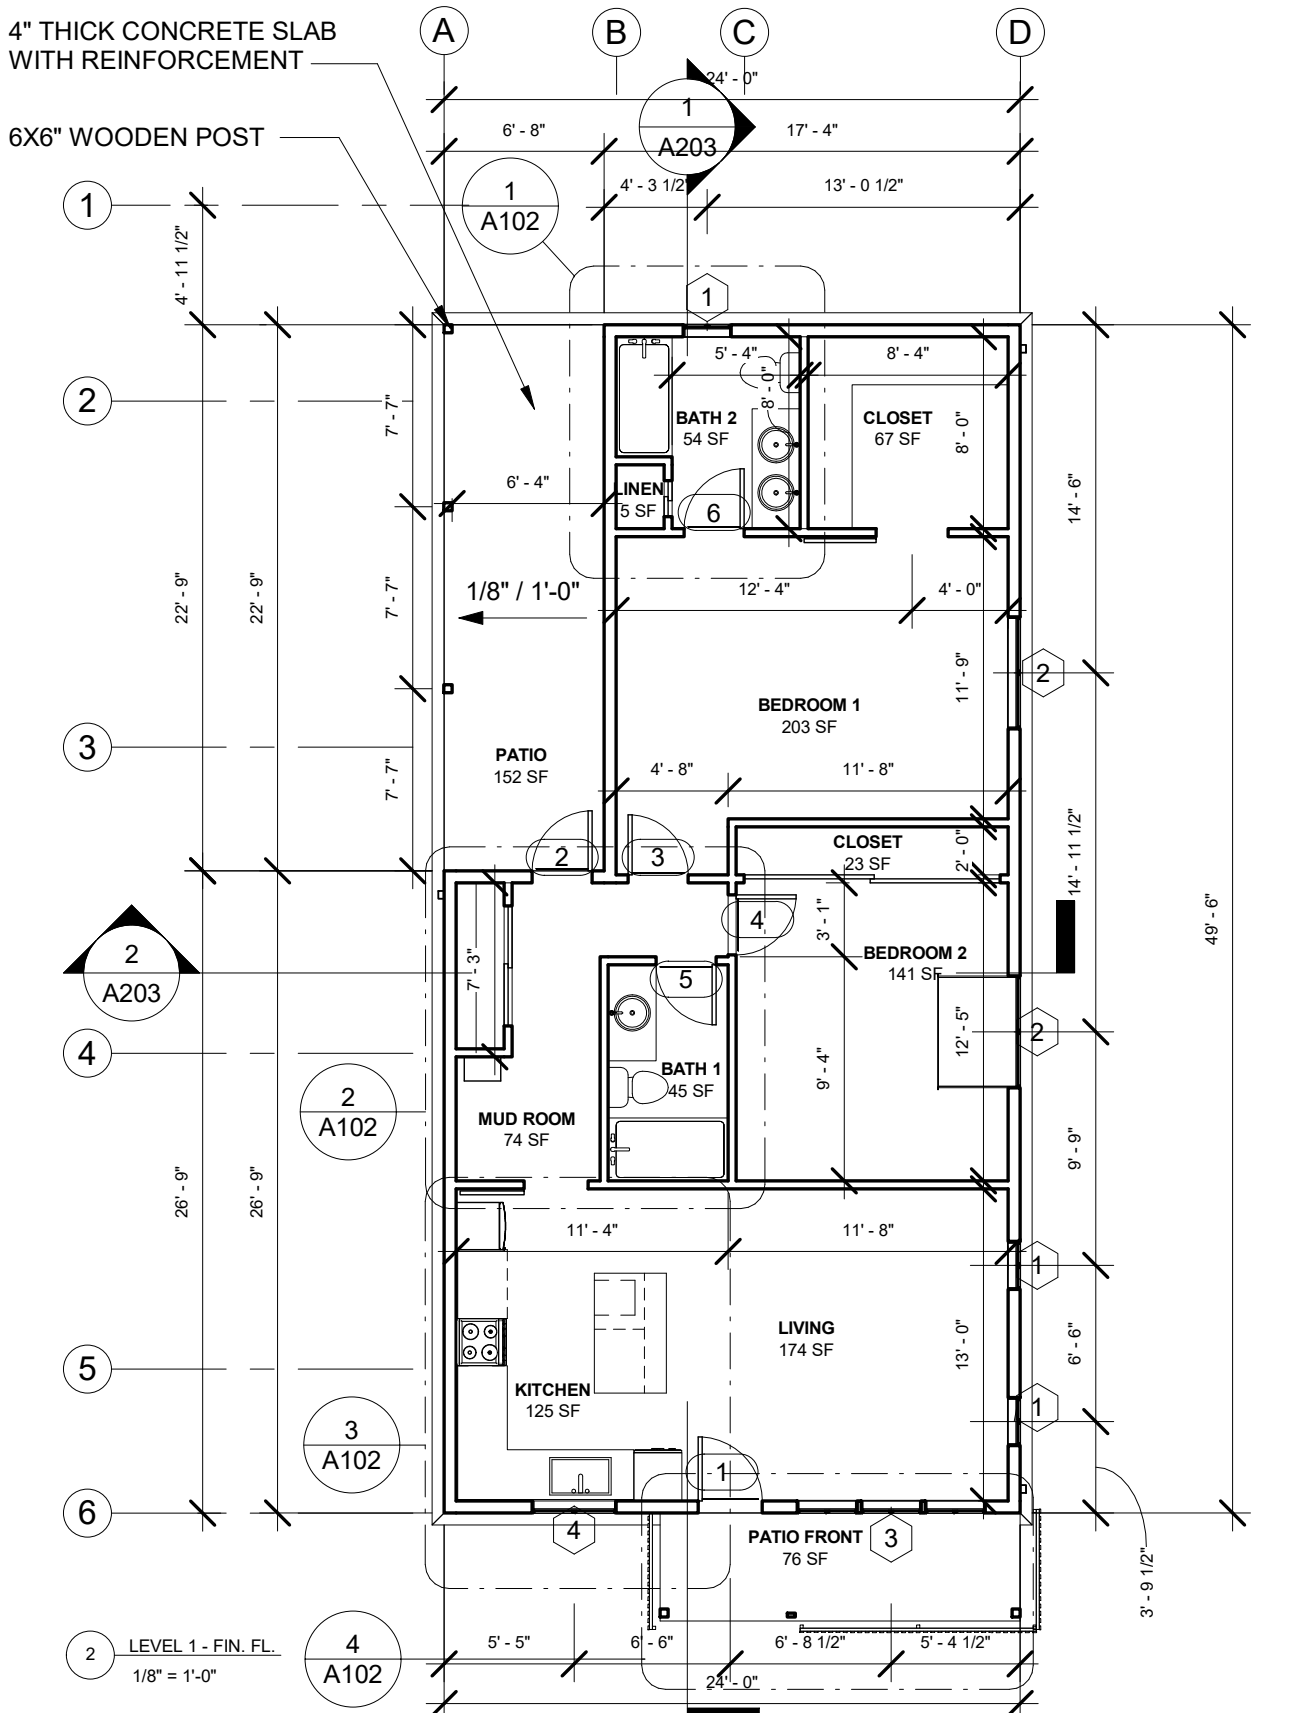 4" THICK CONCRETE SLAB
WITH REINFORCEMENT
6X6" WOODEN POST
A
B
C
D
24' - 0"
1
A203
6' - 8"
17' - 4"
4' - 3 1/2"
13' - 0 1/2"
1
A102
1
4' - 11 1/2"
1
2
5' - 4"
8' - 4"
8' - 0"
BATH 2
54 SF
CLOSET
67 SF
8' - 0"
7' - 7"
6' - 4"
LINEN
5 SF
6
14' - 6"
1/8" / 1'-0"
12' - 4"
4' - 0"
22' - 9"
22' - 9"
7' - 7"
11' - 9"
2
BEDROOM 1
203 SF
3
PATIO
152 SF
7' - 7"
4' - 8"
11' - 8"
CLOSET
23 SF
2' - 0"
2
3
14' - 11 1/2"
49' - 6"
4
3' - 1"
2
A203
7' - 3"
BEDROOM 2
141 SF
5
12' - 5"
2
4
BATH 1
45 SF
9' - 4"
2
A102
MUD ROOM
74 SF
9' - 9"
26' - 9"
26' - 9"
11' - 4"
11' - 8"
1
LIVING
174 SF
13' - 0"
6' - 6"
5
KITCHEN
125 SF
1
3
A102
1
6
4
PATIO FRONT
76 SF
3
3' - 9 1/2"
2
LEVEL 1 - FIN. FL.
1/8" = 1'-0"
4
A102
5' - 5"
6' - 6"
6' - 8 1/2"
5' - 4 1/2"
24' - 0"